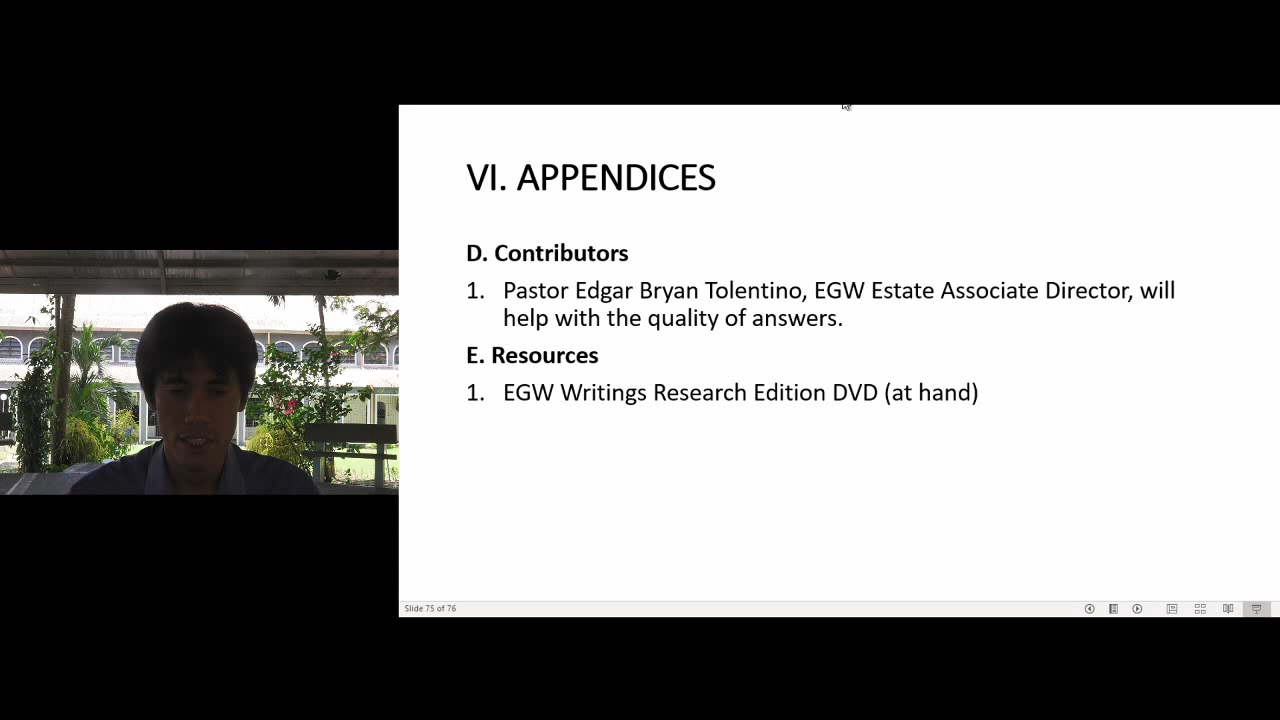 VI. APPENDICES
D. Contributors
1. Pastor Edgar Bryan Tolentino, EGW Estate Associate Director, will
help with the quality of answers.
E. Resources
1. EGW Writings Research Edition DVD (at hand)
Slide 75 of 76